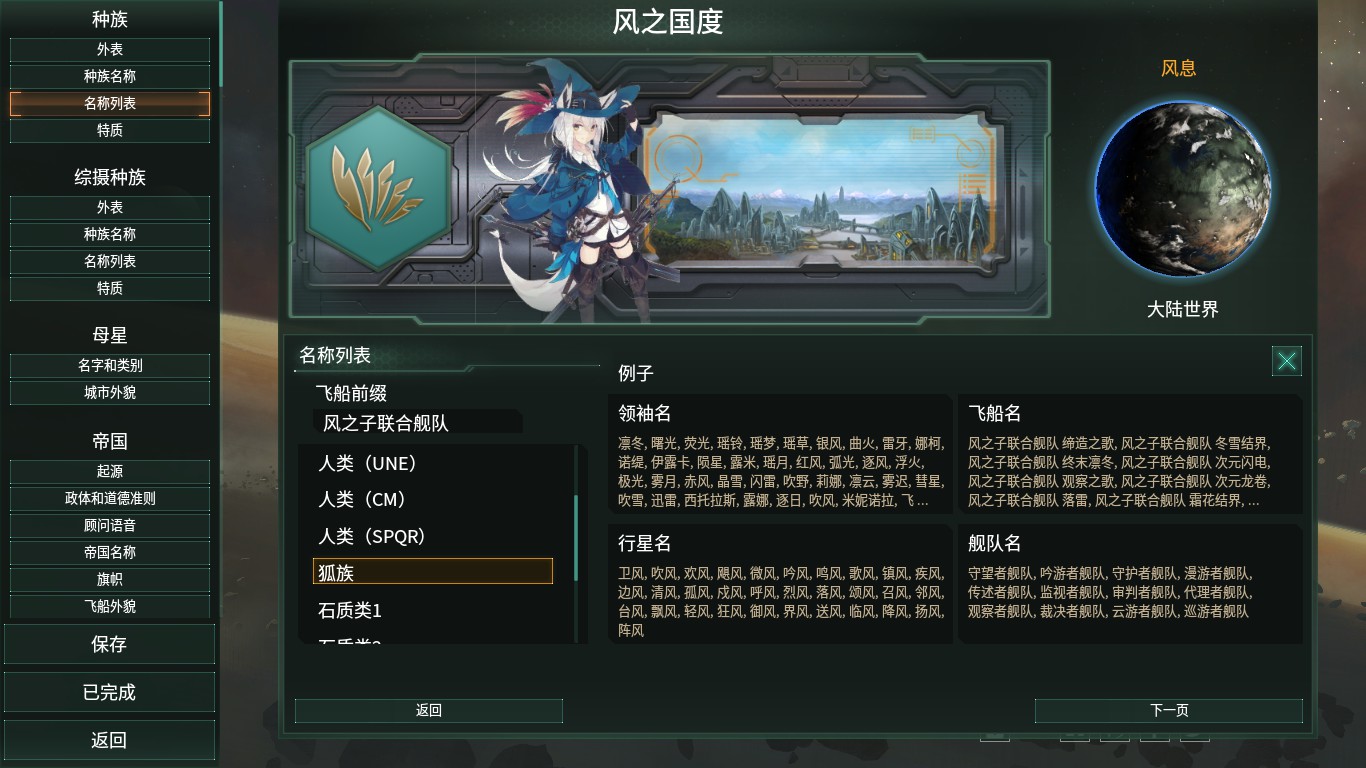 种族
外表
种族名称
名称列表
特质
综摄种族
外表
种族名称
名称列表
特质
母星
名字和类别
城市外貌
帝国
起源
政体和道德准则
顾问语音
帝国名称
旗帜
飞船外貌
保存
已完成
返回
风之国度
风息
大陆世界
名称列表
飞船前缀
风之子联合舰队
人类（UNE）
人类（CM）
人类（SPQR）
狐族
石质类1
例子
领袖名
凛冬, 曙光, 荧光, 瑶铃, 瑶梦, 瑶草, 银风, 曲火, 雷牙, 娜柯,
诺缇, 伊露卡, 陨星, 露米, 瑶月, 红风, 弧光, 逐风, 浮火,
极光, 雾月, 赤风, 晶雪, 闪雷, 吹野, 莉娜, 凛云, 雾迟, 彗星,
吹雪, 迅雷, 西托拉斯, 露娜, 逐日, 吹风, 米妮诺拉, 飞 ...
飞船名
风之子联合舰队 缔造之歌, 风之子联合舰队 冬雪结界,
风之子联合舰队 终末凛冬, 风之子联合舰队 次元闪电,
风之子联合舰队 观察之歌, 风之子联合舰队 次元龙卷,
风之子联合舰队 落雷, 风之子联合舰队 霜花结界, ...
行星名
卫风, 吹风, 欢风, 飓风, 微风, 吟风, 鸣风, 歌风, 镇风, 疾风,
边风, 清风, 孤风, 戍风, 呼风, 烈风, 落风, 颂风, 召风, 邻风,
台风, 飘风, 轻风, 狂风, 御风, 界风, 送风, 临风, 降风, 扬风,
阵风
舰队名
守望者舰队, 吟游者舰队, 守护者舰队, 漫游者舰队,
传述者舰队, 监视者舰队, 审判者舰队, 代理者舰队,
观察者舰队, 裁决者舰队, 云游者舰队, 巡游者舰队
返回
下一页